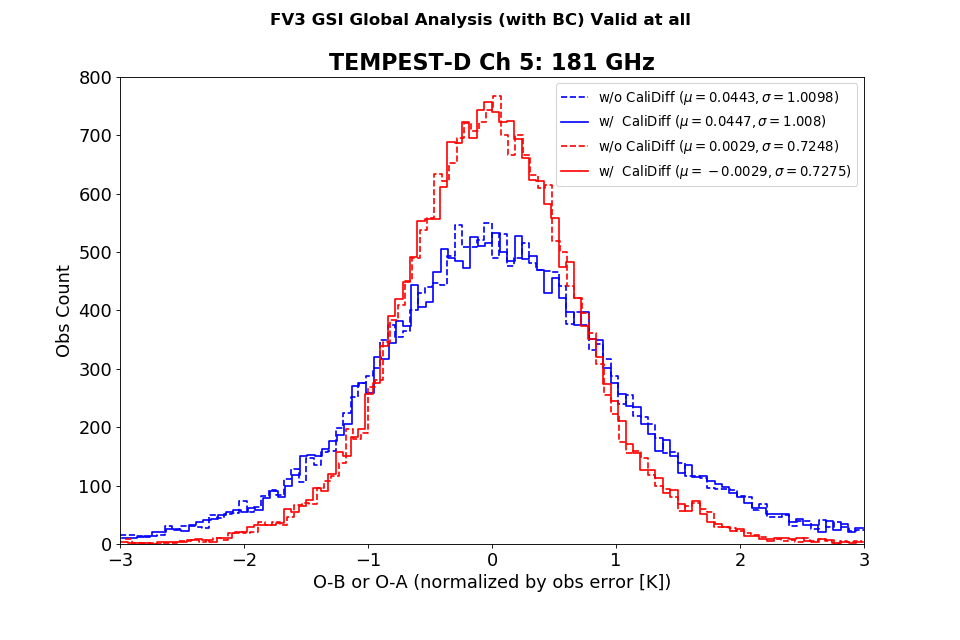 FV3 GSI Global Analysis (with BC) Valid at all
TEMPEST-D Ch 5: 181 GHz
w/o CaliDiff (μ = 0.0443, σ = 1.0098)
w/  CaliDiff (μ = 0.0447, σ = 1.008)
w/o CaliDiff (μ = 0.0029, σ = 0.7248)
w/  CaliDiff (μ = −0.0029, σ = 0.7275)
800
700
600
500
400
300
200
100
0
Obs Count
−3 −2 −1 0 1 2 3
O-B or O-A (normalized by obs error [K])